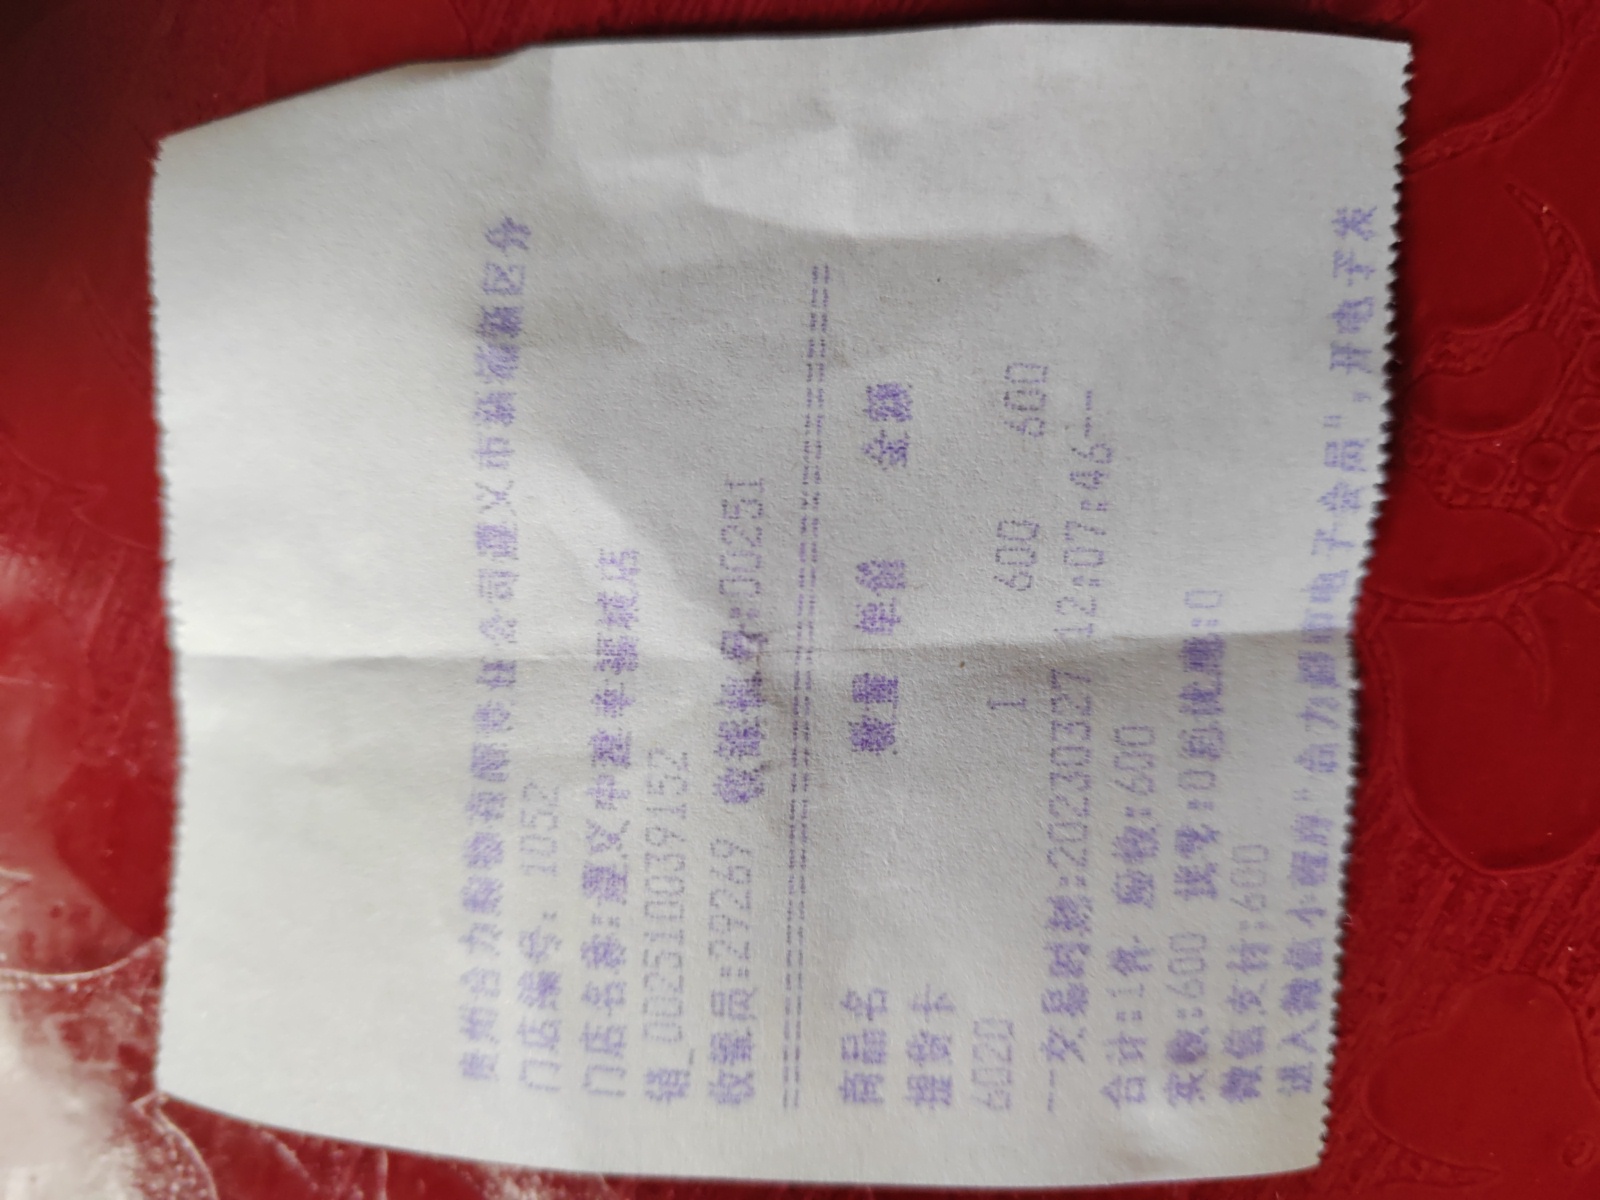 贵州合力购物有限责任公司遵义市新蒲新区分
门店编号: 1052
门店名称:遵义中建幸福城店
销_002510039152
收银员:29269 收银机号:00251
==============================
商品名 数量 单价 金额
提货卡
6020 1 600 600
--交易时间:20230327 12:07:46--
合计:1件 应收:600
实收:600 找零:0
微信支付:600
进入微信小程序"合力超市电子会员",开电子发